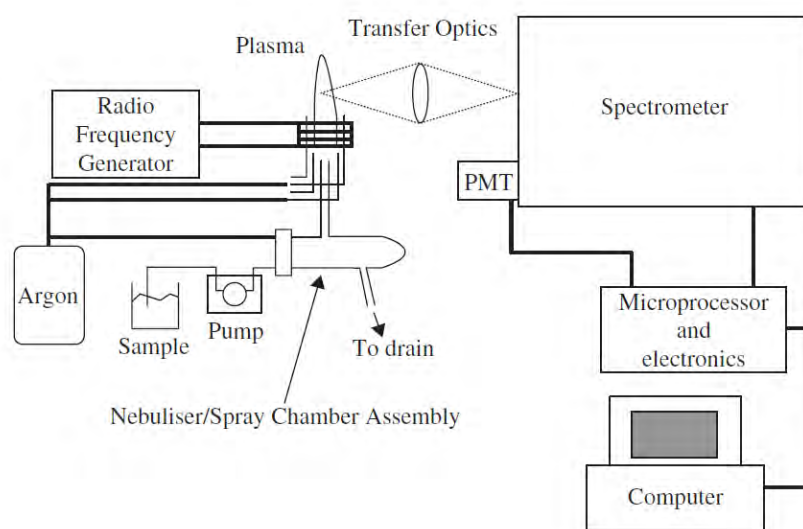 Transfer Optics
Plasma
Radio
Frequency
Generator
Spectrometer
PMT
Argon
Sample
Pump
To drain
Microprocessor
and
electronics
Nebuliser/Spray Chamber Assembly
Computer